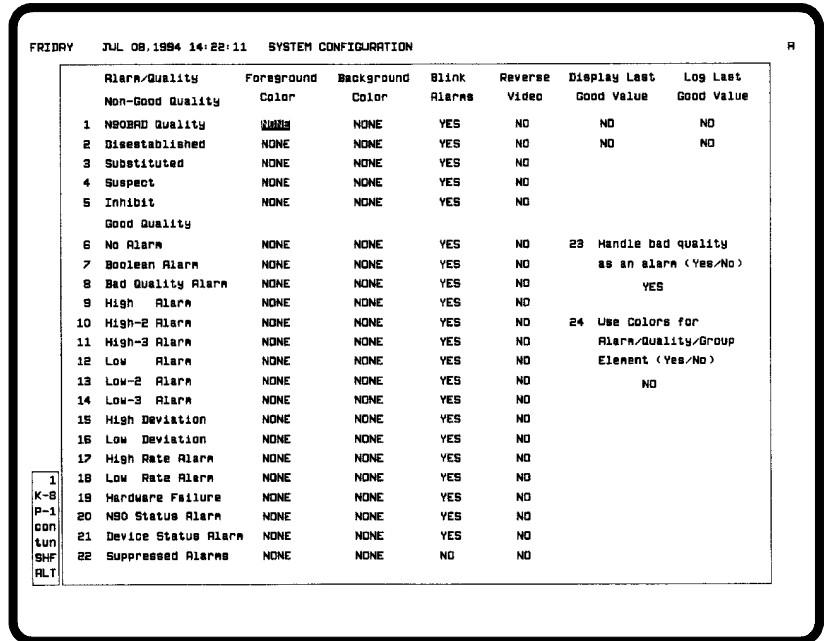 FRIDAY JUL 08,1994 14:22:11 SYSTEM CONFIGURATION R
Alarm/Quality Foreground Background Blink Reverse Display Last Log Last
Non-Good Quality Color Color Alarms Video Good Value Good Value
1 N90BAD Quality NONE NONE YES NO NO NO
2 Disestablished NONE NONE YES NO NO NO
3 Substituted NONE NONE YES NO
4 Suspect NONE NONE YES NO
5 Inhibit NONE NONE YES NO
Good Quality
6 No Alarm NONE NONE YES NO 23 Handle bad quality
7 Boolean Alarm NONE NONE YES NO as an alarm (Yes/No)
8 Bad Quality Alarm NONE NONE YES NO YES
9 High Alarm NONE NONE YES NO
10 High-2 Alarm NONE NONE YES NO 24 Use Colors for
11 High-3 Alarm NONE NONE YES NO Alarm/Quality/Group
12 Low Alarm NONE NONE YES NO Element (Yes/No)
13 Low-2 Alarm NONE NONE YES NO NO
14 Low-3 Alarm NONE NONE YES NO
15 High Deviation NONE NONE YES NO
16 Low Deviation NONE NONE YES NO
17 High Rate Alarm NONE NONE YES NO
18 Low Rate Alarm NONE NONE YES NO
19 Hardware Failure NONE NONE YES NO
20 N90 Status Alarm NONE NONE YES NO
21 Device Status Alarm NONE NONE YES NO
22 Suppressed Alarms NONE NONE NO NO
1
K-8
P-1
con
tun
SHF
ALT